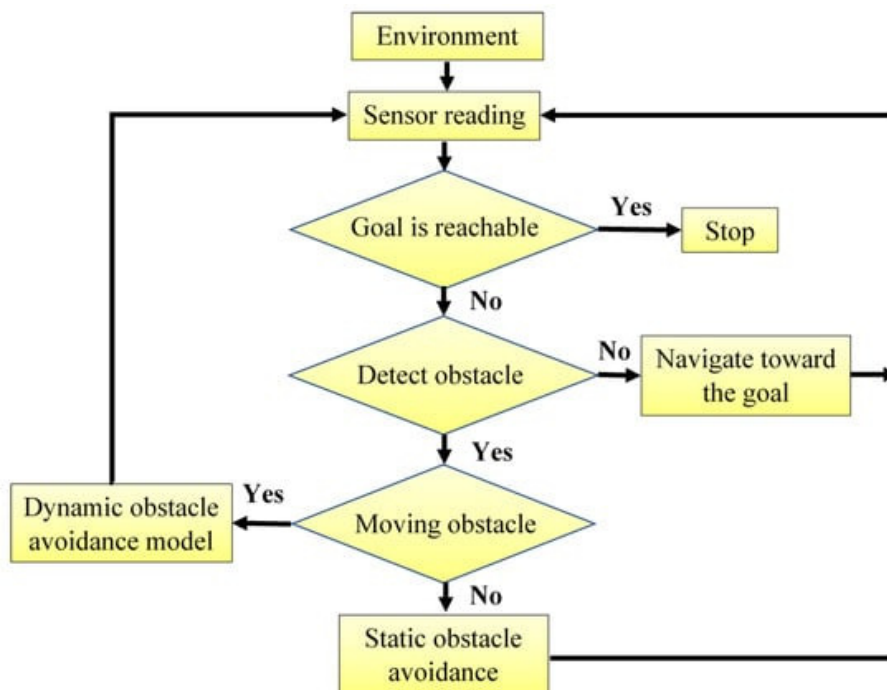 Environment
Sensor reading
Goal is reachable
Yes
Stop
No
Detect obstacle
No
Navigate toward
the goal
Yes
Moving obstacle
Yes
Dynamic obstacle
avoidance model
No
Static obstacle
avoidance